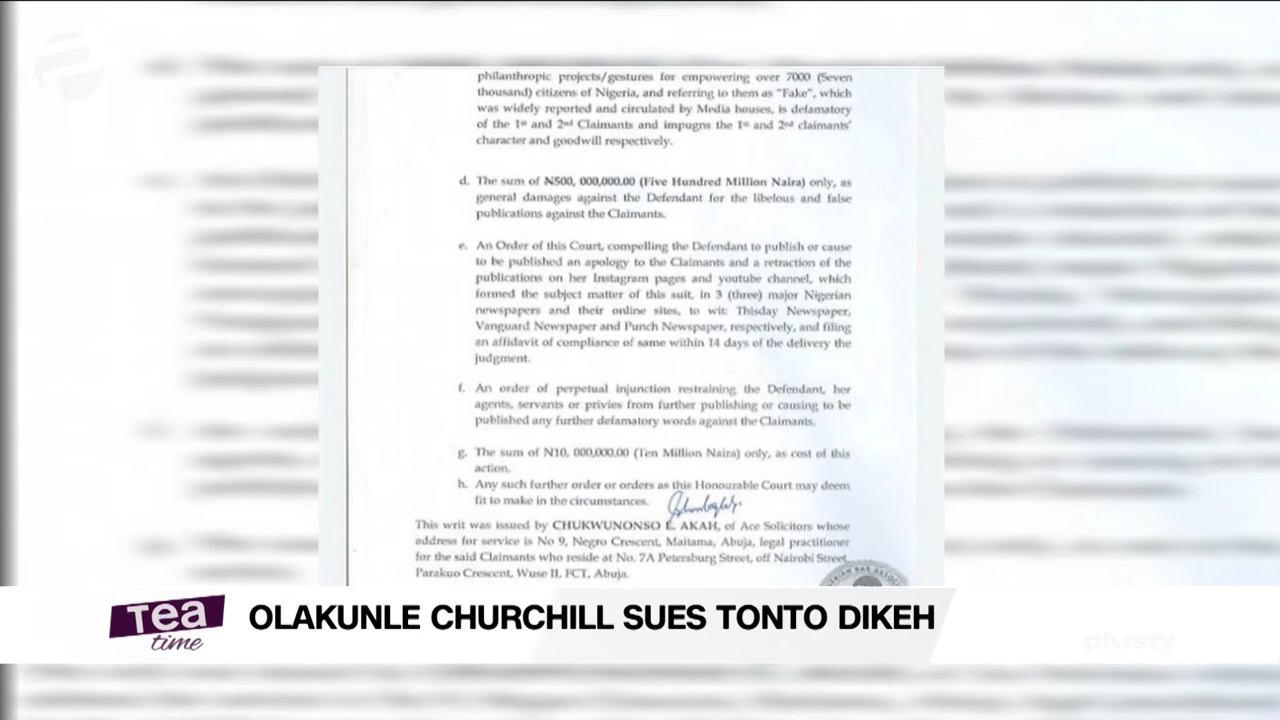 philanthropic projects/gestures for empowering over 7000 (Seven
thousand) citizens of Nigeria, and referring to them as "Fake", which
was widely reported and circulated by Media houses, is defamatory
of the 1st and 2nd Claimants and impugns the 1st and 2nd claimants'
character and goodwill respectively.
d. The sum of ₦500, 000,000.00 (Five Hundred Million Naira) only, as
general damages against the Defendant for the libelous and false
publications against the Claimants.
e. An Order of this Court, compelling the Defendant to publish or cause
to be published an apology to the Claimants and a retraction of the
publications on her Instagram pages and youtube channel, which
formed the subject matter of this suit, in 3 (three) major Nigerian
newspapers and their online sites, to wit: Thisday Newspaper,
Vanguard Newspaper and Punch Newspaper, respectively, and filing
an affidavit of compliance of same within 14 days of the delivery the
judgment.
f. An order of perpetual injunction restraining the Defendant, her
agents, servants or privies from further publishing or causing to be
published any further defamatory words against the Claimants.
g. The sum of N10, 000,000.00 (Ten Million Naira) only, as cost of this
action.
h. Any such further order or orders as this Honourable Court may deem
fit to make in the circumstances.
This writ was issued by CHUKWUNONSO E. AKAH, of Ace Solicitors whose
address for service is No 9, Negro Crescent, Maitama, Abuja, legal practitioner
for the said Claimants who reside at No. 7A Petersburg Street, off Nairobi Street,
Parakuo Crescent, Wuse II, FCT, Abuja.
BAR
Tea
time
OLAKUNLE CHURCHILL SUES TONTO DIKEH
plustv